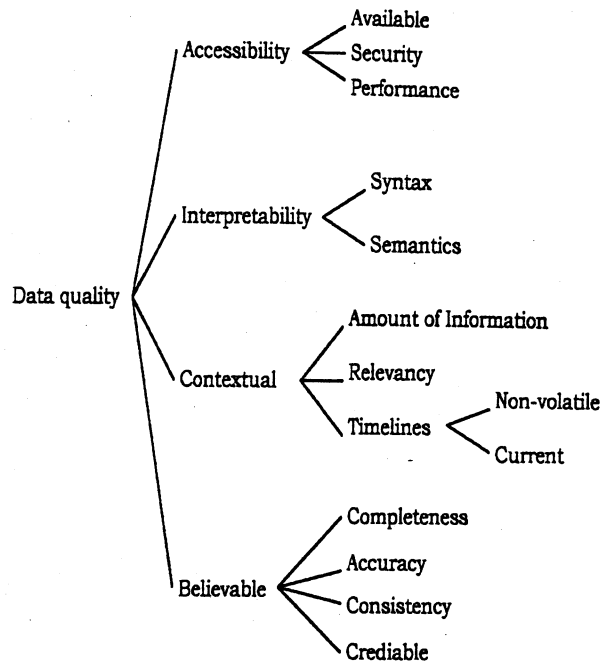 Available
Accessibility
Security
Performance
Syntax
Interpretability
Semantics
Data quality
Amount of Information
Contextual
Relevancy
Timelines
Non-volatile
Current
Completeness
Believable
Accuracy
Consistency
Crediable